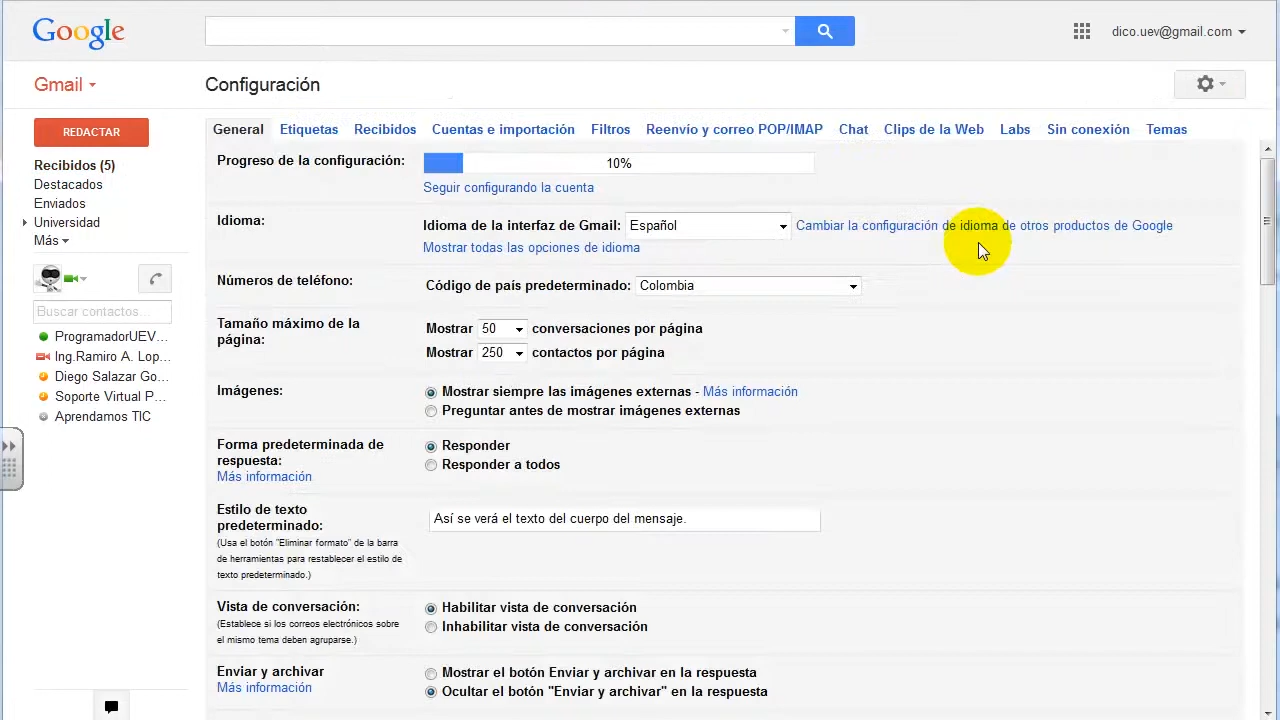 Google
dico.uev@gmail.com
Gmail
Configuración
REDACTAR
Recibidos (5)
Destacados
Enviados
Universidad
Más
Buscar contactos...
ProgramadorUEV...
Ing.Ramiro A. Lop...
Diego Salazar Go...
Soporte Virtual P...
Aprendamos TIC
General Etiquetas Recibidos Cuentas e importación Filtros Reenvío y correo POP/IMAP Chat Clips de la Web Labs Sin conexión Temas
Progreso de la configuración: 10%
Seguir configurando la cuenta
Idioma: Idioma de la interfaz de Gmail: Español Cambiar la configuración de idioma de otros productos de Google
Mostrar todas las opciones de idioma
Números de teléfono: Código de país predeterminado: Colombia
Tamaño máximo de la
página:
Mostrar 50 conversaciones por página
Mostrar 250 contactos por página
Imágenes: Mostrar siempre las imágenes externas - Más información
Preguntar antes de mostrar imágenes externas
Forma predeterminada de
respuesta:
Más información
Responder
Responder a todos
Estilo de texto
predeterminado:
(Usa el botón "Eliminar formato" de la barra
de herramientas para restablecer el estilo de
texto predeterminado.)
Así se verá el texto del cuerpo del mensaje.
Vista de conversación:
(Establece si los correos electrónicos sobre
el mismo tema deben agruparse.)
Habilitar vista de conversación
Inhabilitar vista de conversación
Enviar y archivar
Más información
Mostrar el botón Enviar y archivar en la respuesta
Ocultar el botón "Enviar y archivar" en la respuesta